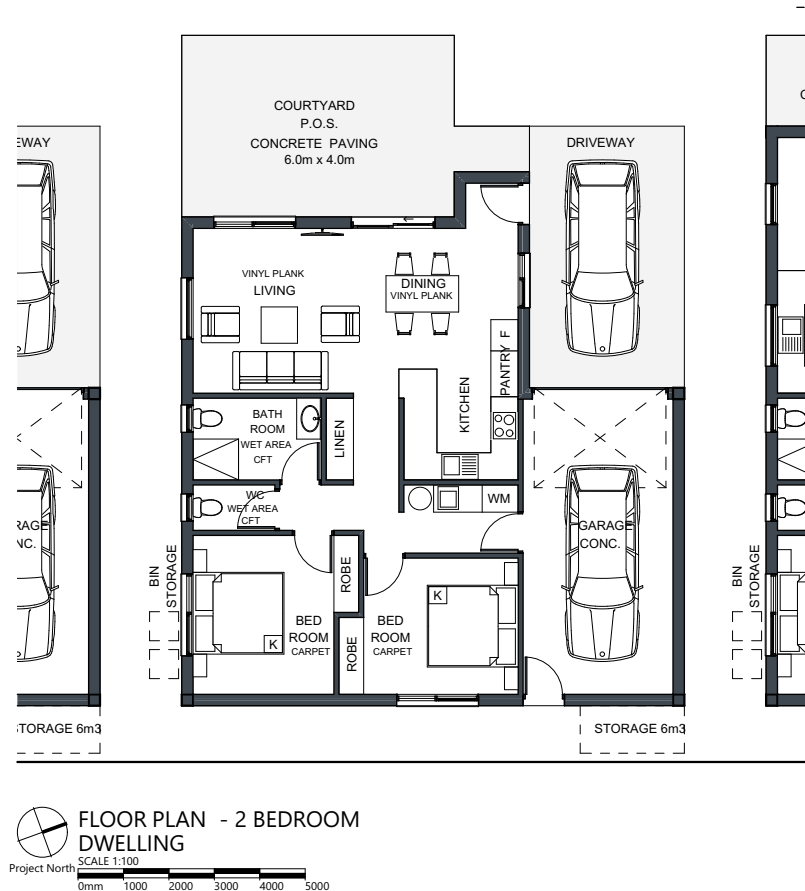 COURTYARD
P.O.S.
CONCRETE PAVING
6.0m x 4.0m
EWAY
DRIVEWAY
VINYL PLANK
LIVING
DINING
VINYL PLANK
PANTRY F
KITCHEN
BATH
ROOM
WET AREA
CFT
LINEN
WC
WET AREA
CFT
WM
RAGE
NC.
GARAGE
CONC.
BIN
STORAGE
BED
ROOM
CARPET
K
ROBE
ROBE
BED
ROOM
CARPET
K
BIN
STORAGE
STORAGE 6m3
STORAGE 6m3
FLOOR PLAN - 2 BEDROOM
DWELLING
Project North
SCALE 1:100
0mm 1000 2000 3000 4000 5000